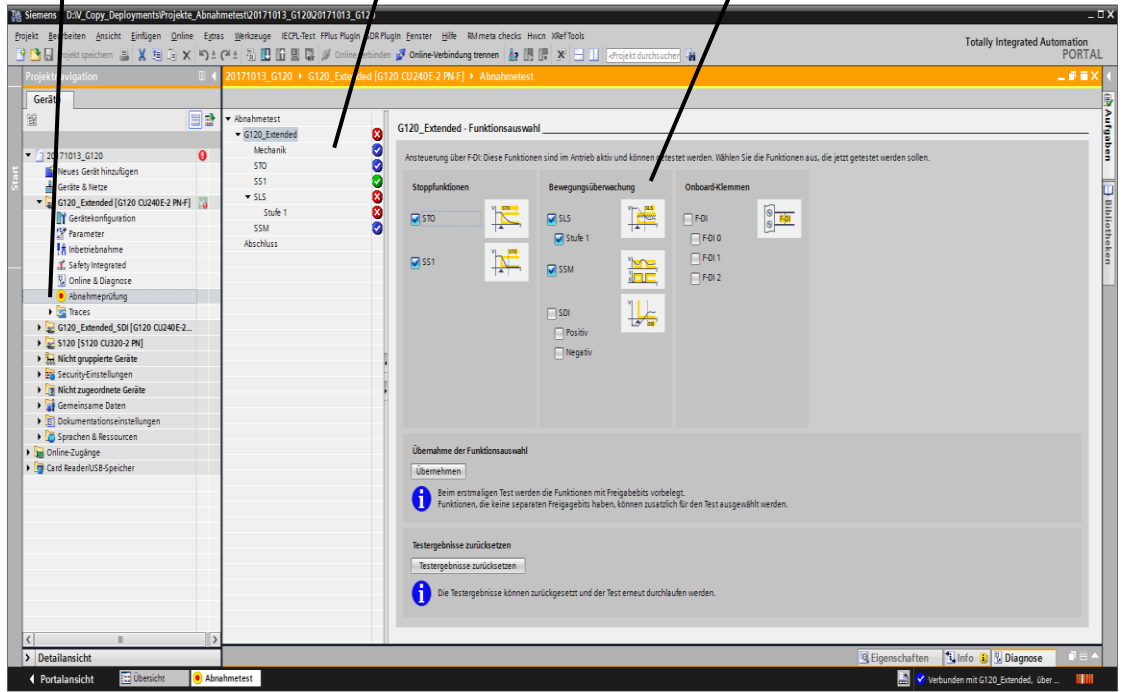 Siemens - D:\V_Copy_Deployments\Projekte_Abnahmetest\20171013_G120\20171013_G120
Projekt Bearbeiten Ansicht Einfügen Online Extras Werkzeuge IECPL-Test FPlus Plugin SDR Plugin Fenster Hilfe RM meta checks Hwcn XRef Tools
Totally Integrated Automation
PORTAL
Projekt speichern Online verbinden Online-Verbindung trennen <Projekt durchsuchen>
Projektnavigation
20171013_G120 G120_Extended [G120 CU240E-2 PN-F] Abnahmetest
Geräte
Start
20171013_G120
Neues Gerät hinzufügen
Geräte & Netze
G120_Extended [G120 CU240E-2 PN-F]
Gerätekonfiguration
Parameter
Inbetriebnahme
Safety Integrated
Online & Diagnose
Abnahmeprüfung
Traces
G120_Extended_SDI [G120 CU240E-2...
S120 [S120 CU320-2 PN]
Nicht gruppierte Geräte
Security-Einstellungen
Nicht zugeordnete Geräte
Gemeinsame Daten
Dokumentationseinstellungen
Sprachen & Ressourcen
Online-Zugänge
Card Reader/USB-Speicher
Abnahmetest
G120_Extended
Mechanik
STO
SS1
SLS
Stufe 1
SSM
Abschluss
G120_Extended - Funktionsauswahl
Ansteuerung über F-DI: Diese Funktionen sind im Antrieb aktiv und können getestet werden. Wählen Sie die Funktionen aus, die jetzt getestet werden sollen.
Stoppfunktionen
STO
SS1
Bewegungsüberwachung
SLS
Stufe 1
SSM
SDI
Positiv
Negativ
Onboard-Klemmen
F-DI
F-DI 0
F-DI 1
F-DI 2
Übernahme der Funktionsauswahl
Übernehmen
Beim erstmaligen Test werden die Funktionen mit Freigabebits vorbelegt.
Funktionen, die keine separaten Freigagebits haben, können zusätzlich für den Test ausgewählt werden.
Testergebnisse zurücksetzen
Testergebnisse zurücksetzen
Die Testergebnisse können zurückgesetzt und der Test erneut durchlaufen werden.
Aufgaben
Bibliotheken
Detailansicht
Eigenschaften Info Diagnose
Portalansicht Übersicht Abnahmetest Verbunden mit G120_Extended, über ...